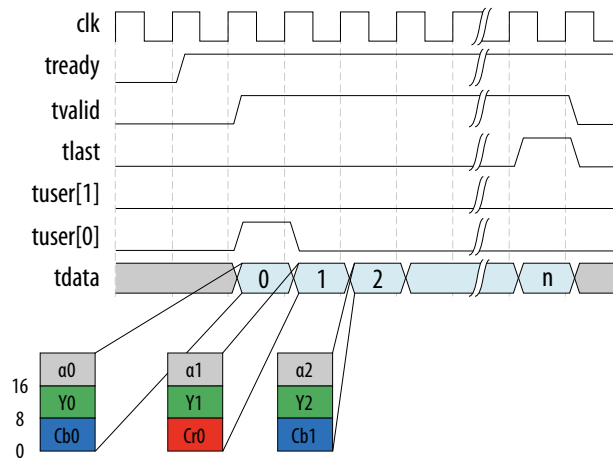 clk
tready
tvalid
tlast
tuser[1]
tuser[0]
tdata 0 1 2 n
α0 α1 α2
16
Y0 Y1 Y2
8
Cb0 Cr0 Cb1
0